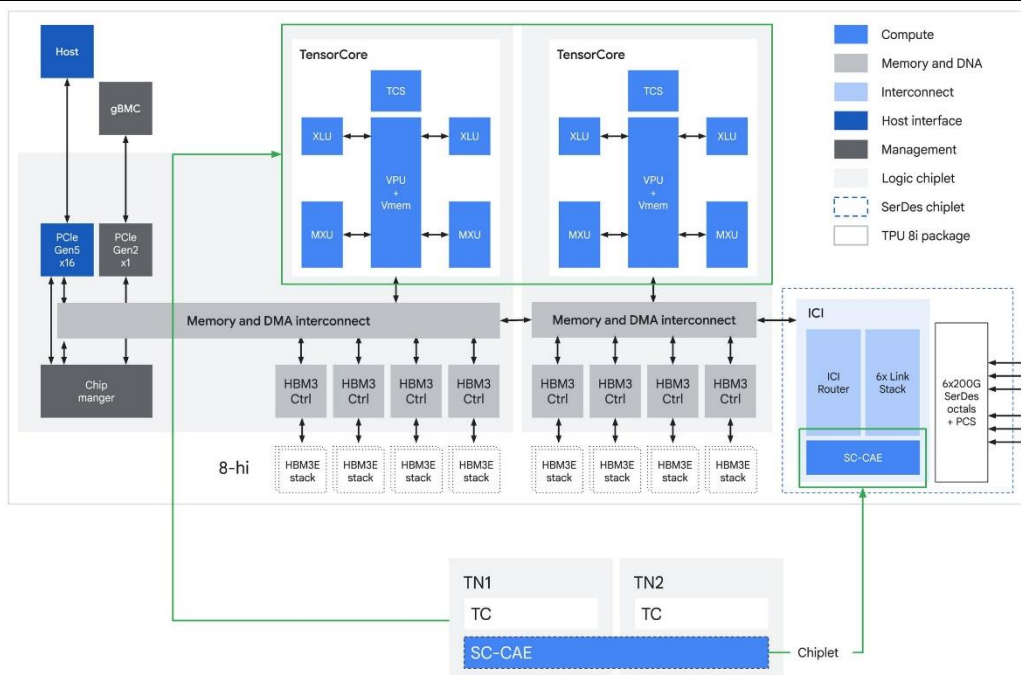 Host
gBMC
PCIe
Gen5
x16
PCIe
Gen2
x1
Chip
manger
TensorCore
TCS
XLU
XLU
VPU
+
Vmem
MXU
MXU
TensorCore
TCS
XLU
XLU
VPU
+
Vmem
MXU
MXU
Compute
Memory and DNA
Interconnect
Host interface
Management
Logic chiplet
SerDes chiplet
TPU 8i package
Memory and DMA interconnect
Memory and DMA interconnect
HBM3
Ctrl
HBM3
Ctrl
HBM3
Ctrl
HBM3
Ctrl
HBM3
Ctrl
HBM3
Ctrl
HBM3
Ctrl
HBM3
Ctrl
8-hi
HBM3E
stack
HBM3E
stack
HBM3E
stack
HBM3E
stack
HBM3E
stack
HBM3E
stack
HBM3E
stack
HBM3E
stack
ICI
ICI
Router
6x Link
Stack
SC-CAE
6x200G
SerDes
octals
+ PCS
TN1
TC
TN2
TC
SC-CAE
Chiplet